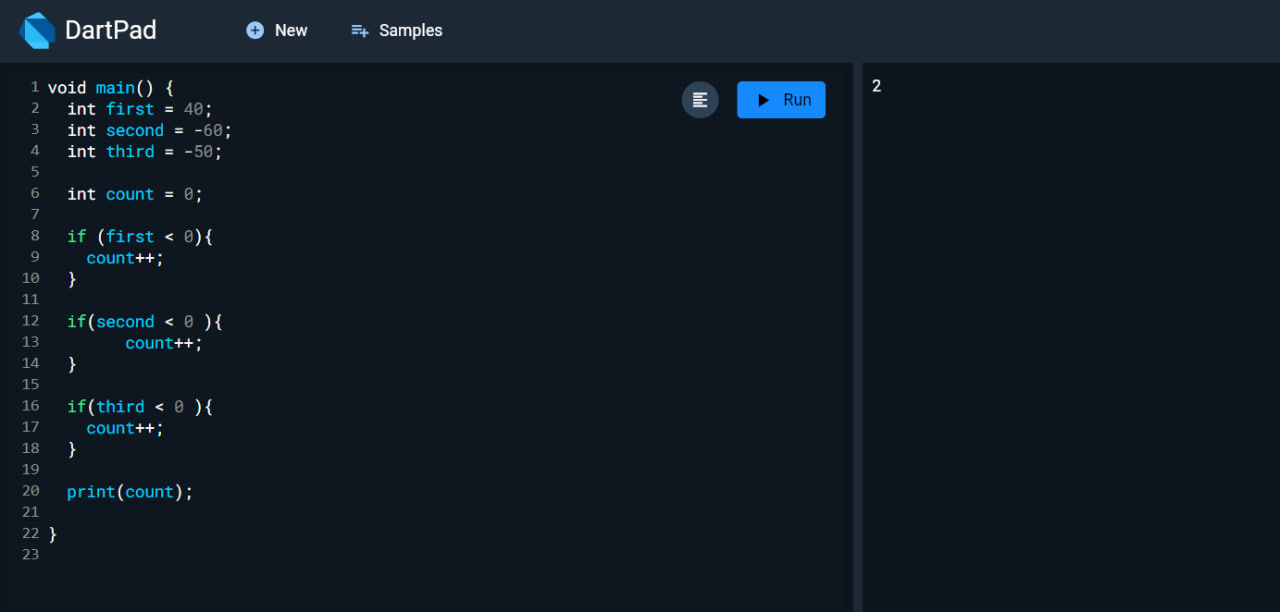 DartPad
New
Samples
Run
1 void main() {
2   int first = 40;
3   int second = -60;
4   int third = -50;
5
6   int count = 0;
7
8   if (first < 0){
9     count++;
10   }
11
12   if(second < 0 ){
13         count++;
14   }
15
16   if(third < 0 ){
17     count++;
18   }
19
20   print(count);
21
22 }
23
2